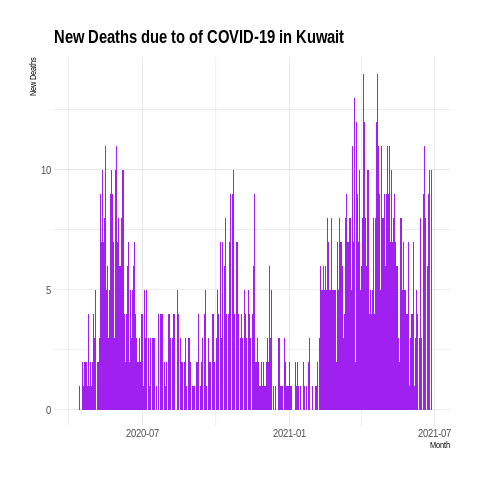 New Deaths due to of COVID-19 in Kuwait
New Deaths
10
5
0
2020-07
2021-01
2021-07
Month